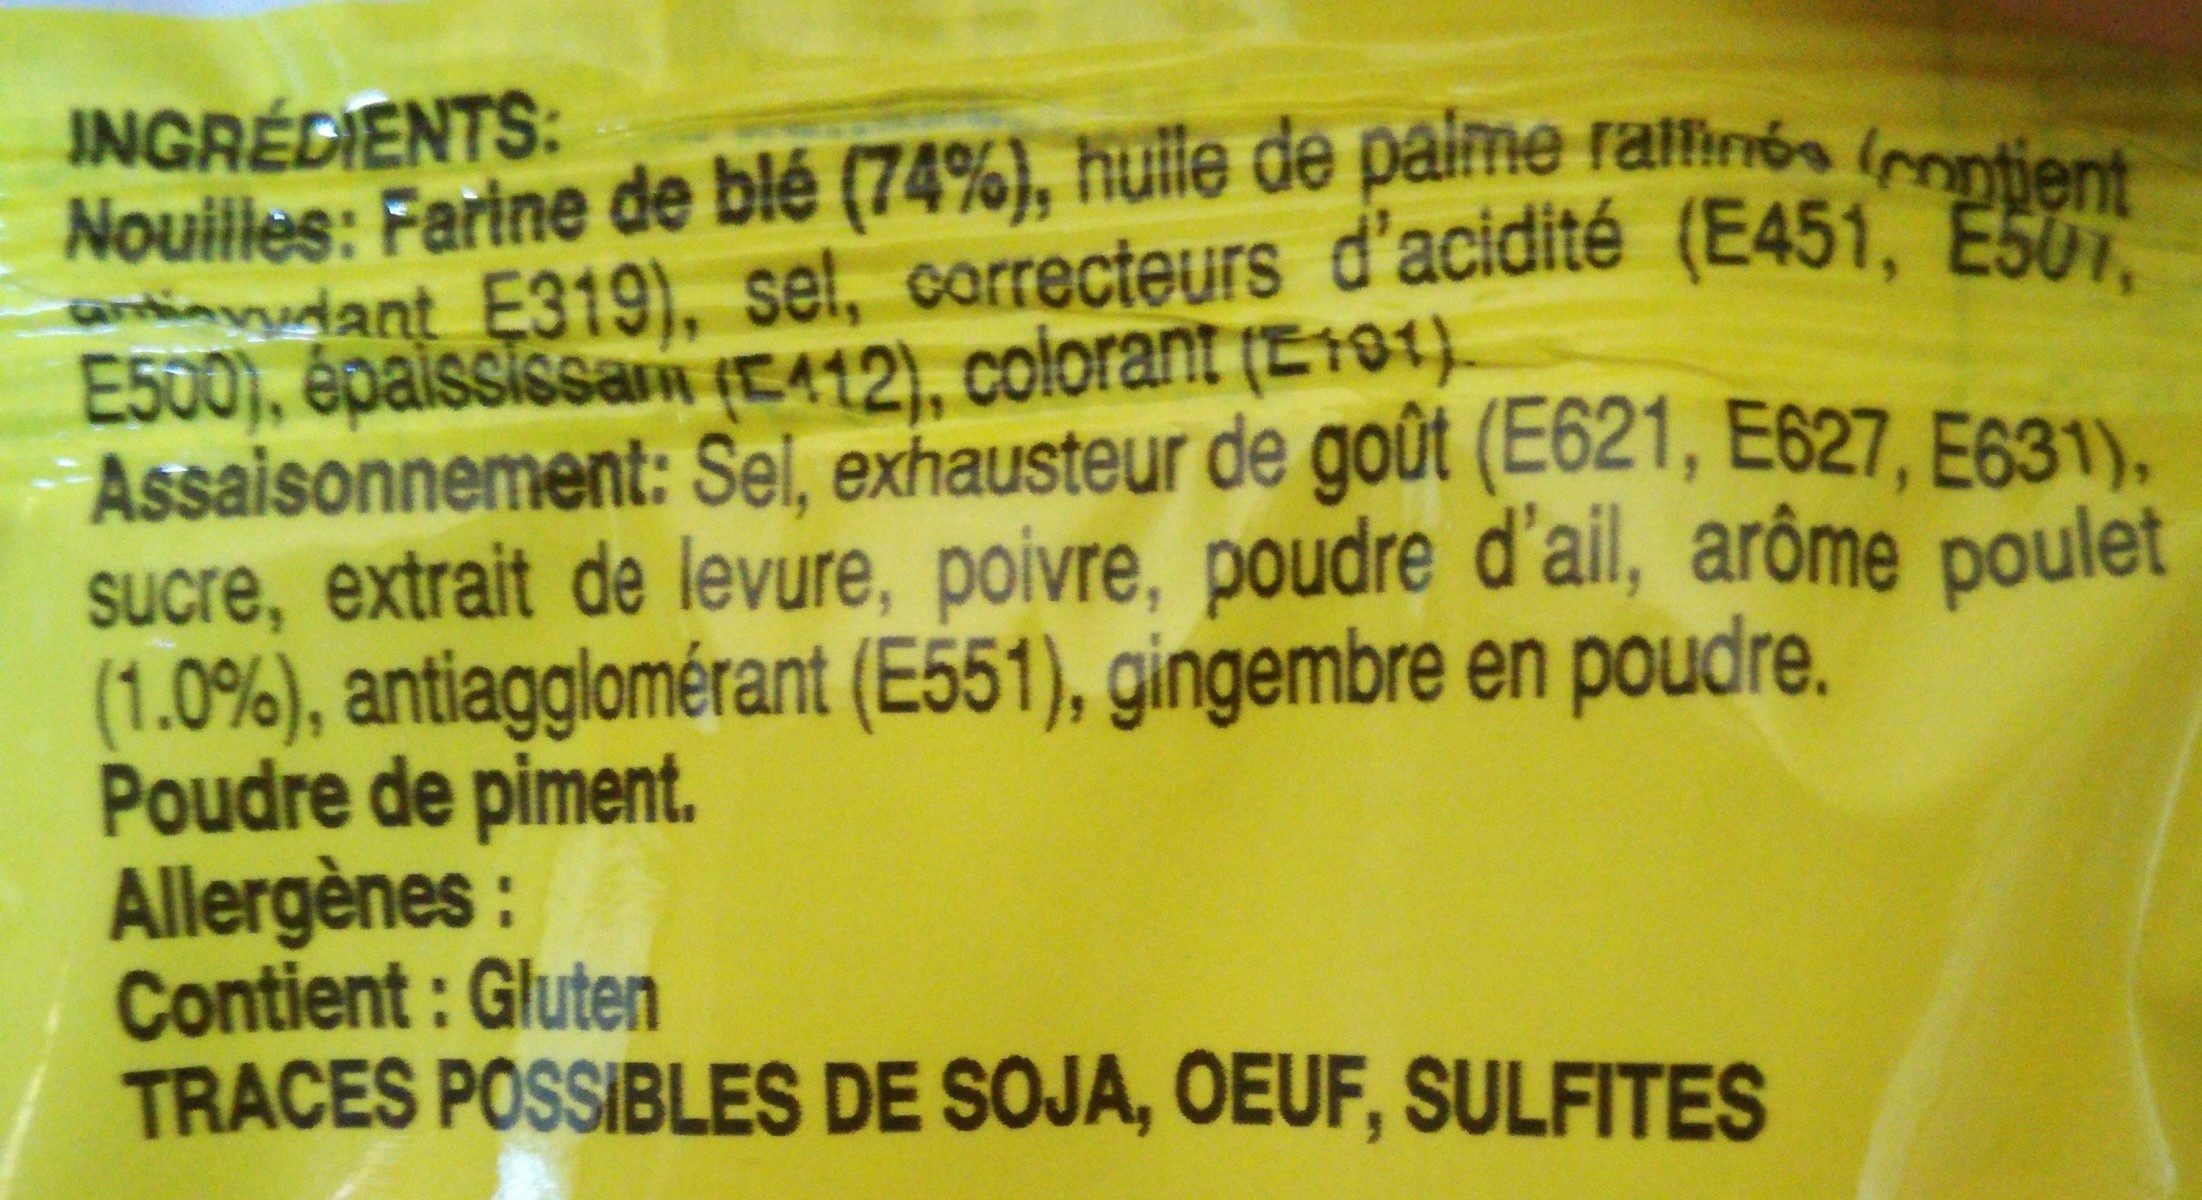 INGRÉDIENTS:
Nouilles: Farine de blé (74%), huile de palme raffinée (contient
antioxydant E319), sel, correcteurs d'acidité (E451, E501,
E500), épaississant (E412), colorant (E101).
Assaisonnement: Sel, exhausteur de goût (E621, E627, E631),
sucre, extrait de levure, poivre, poudre d'ail, arôme poulet
(1.0%), antiagglomérant (E551), gingembre en poudre.
Poudre de piment.
Allergènes :
Contient : Gluten
TRACES POSSIBLES DE SOJA, OEUF, SULFITES